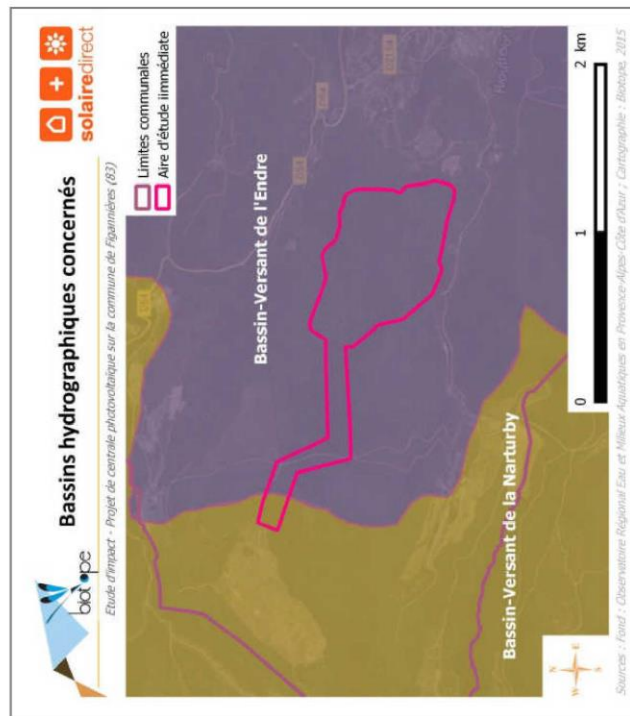 biotope
Bassins hydrographiques concernés
solairedirect
Etude d'impact - Projet de centrale photovoltaïque sur la commune de Figannières (83)
Limites communales
Aire d'étude iimmédiate
Bassin-Versant de l'Endre
Bassin-Versant de la Narturby
N
W E
S
0 1 2 km
Sources : Fond : Observatoire Régional Eau et Milieux Aquatiques en Provence-Alpes-Côte d'Azur ; Cartographie : Biotope, 2015